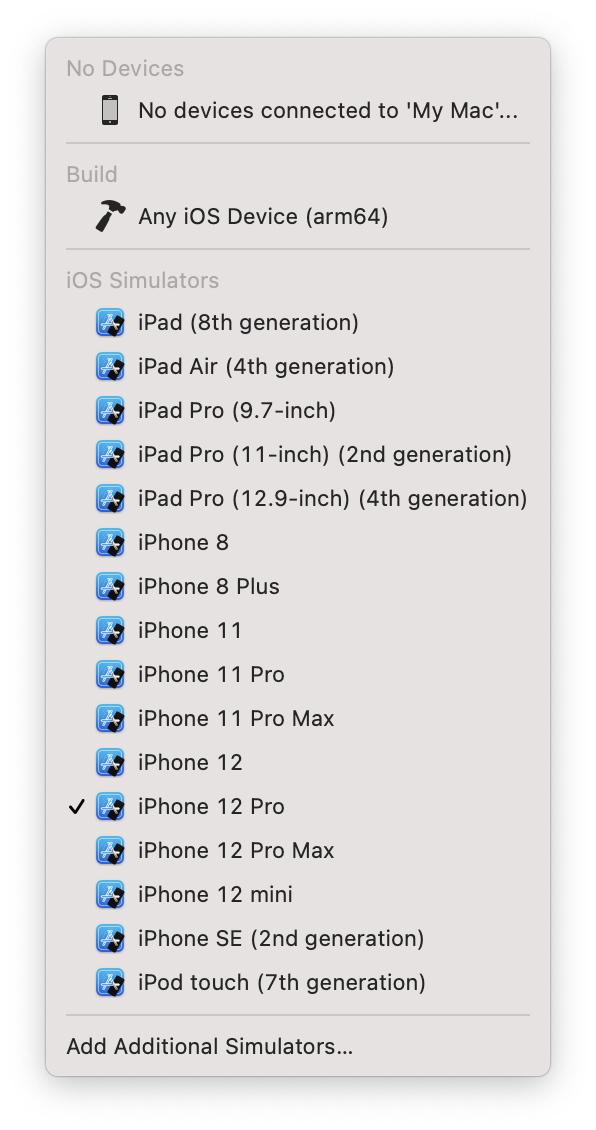 No Devices
No devices connected to 'My Mac'...
Build
Any iOS Device (arm64)
iOS Simulators
iPad (8th generation)
iPad Air (4th generation)
iPad Pro (9.7-inch)
iPad Pro (11-inch) (2nd generation)
iPad Pro (12.9-inch) (4th generation)
iPhone 8
iPhone 8 Plus
iPhone 11
iPhone 11 Pro
iPhone 11 Pro Max
iPhone 12
iPhone 12 Pro
iPhone 12 Pro Max
iPhone 12 mini
iPhone SE (2nd generation)
iPod touch (7th generation)
Add Additional Simulators...